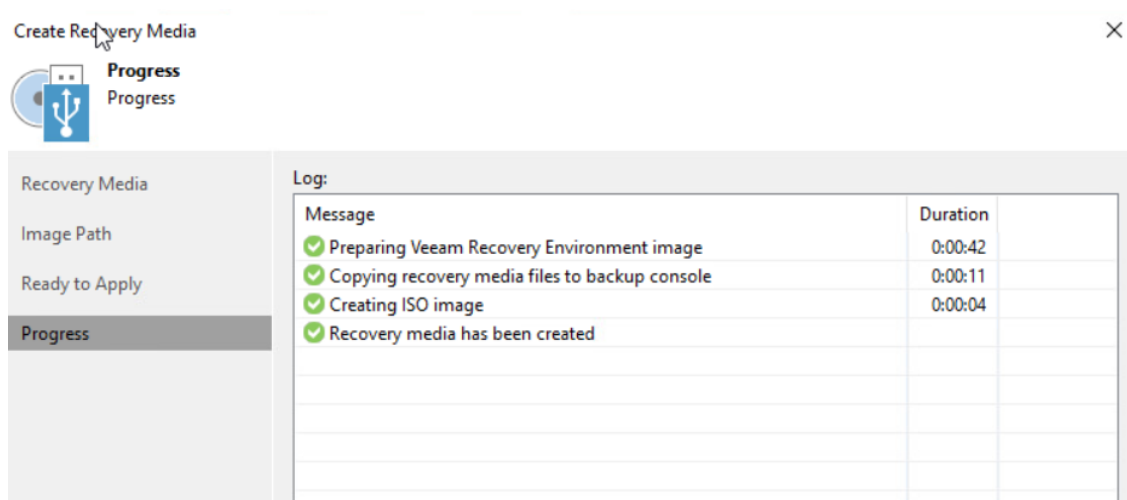 Create Recovery Media
Progress
Progress
Recovery Media
Image Path
Ready to Apply
Progress
Log:
Message Duration
Preparing Veeam Recovery Environment image 0:00:42
Copying recovery media files to backup console 0:00:11
Creating ISO image 0:00:04
Recovery media has been created